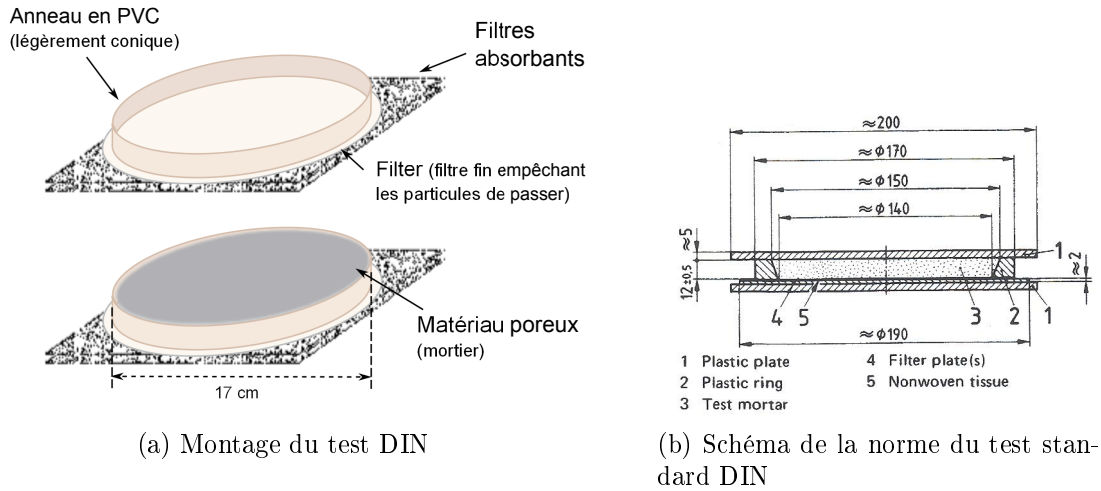 Anneau en PVC
(légèrement conique)
Filtres
absorbants
Filter (filtre fin empêchant
les particules de passer)
Matériau poreux
(mortier)
17 cm
(a) Montage du test DIN
≈200
≈Φ170
≈Φ150
≈Φ140
≈5
12±0,5
1
≈2
4
5
3
2
1
≈Φ190
1 Plastic plate
2 Plastic ring
3 Test mortar
4 Filter plate(s)
5 Nonwoven tissue
(b) Schéma de la norme du test stan-
dard DIN